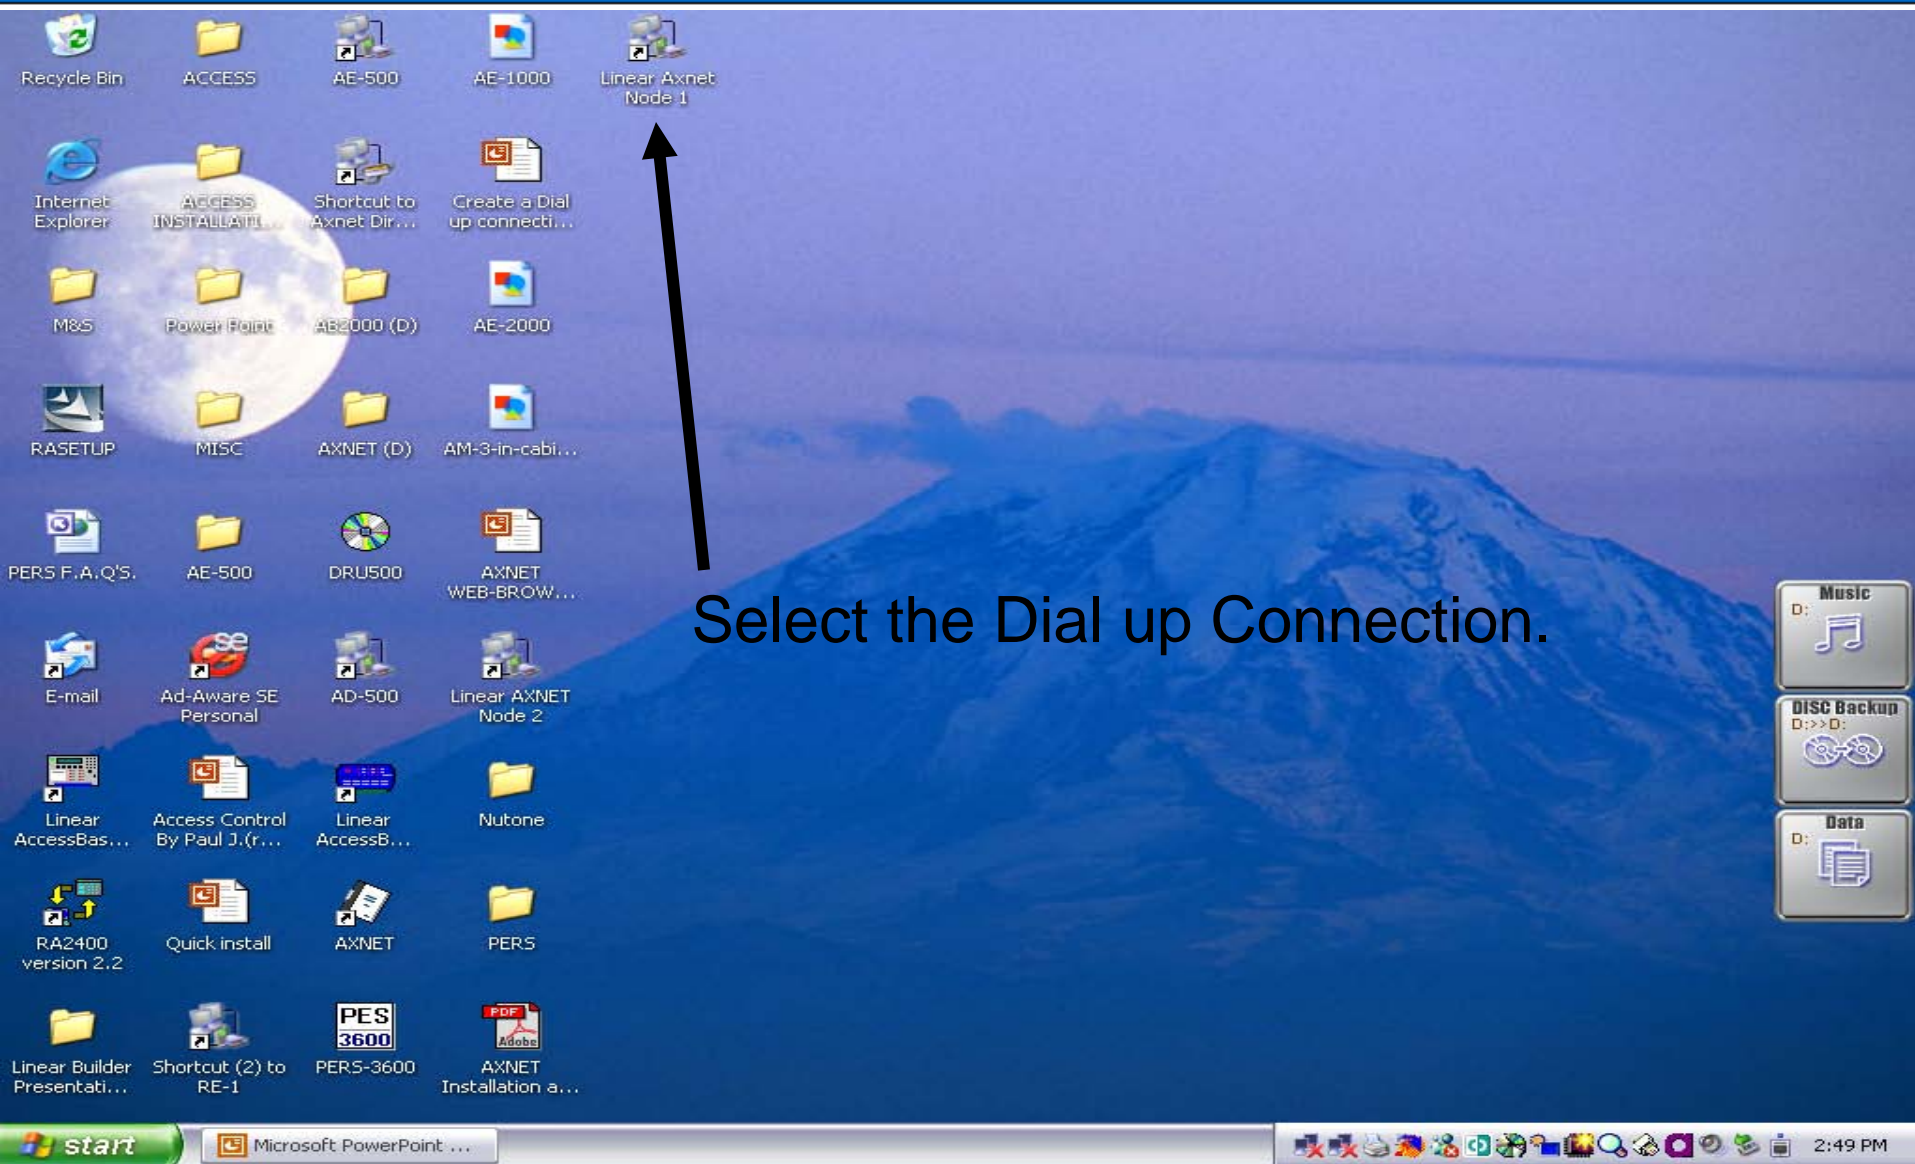 Recycle Bin
ACCESS
AE-500
AE-1000
Linear Axnet
Node 1
Internet
Explorer
ACCESS
INSTALLATI...
Shortcut to
Axnet Dir...
Create a Dial
up connecti...
M&S
Power Point
AB2000 (D)
AE-2000
RASETUP
MISC
AXNET (D)
AM-3-in-cabi...
PERS F.A.Q'S.
AE-500
DRU500
AXNET
WEB-BROW...
Select the Dial up Connection.
Music
D:
E-mail
SE
Ad-Aware SE
Personal
AD-500
Linear AXNET
Node 2
DISC Backup
D:>>D:
Linear
AccessBas...
Access Control
By Paul J.(r...
Linear
AccessB...
Nutone
Data
D:
RA2400
version 2.2
Quick install
AXNET
PERS
Linear Builder
Presentati...
Shortcut (2) to
RE-1
PES
3600
PERS-3600
PDF
Adobe
AXNET
Installation a...
start
Microsoft PowerPoint ...
2:49 PM